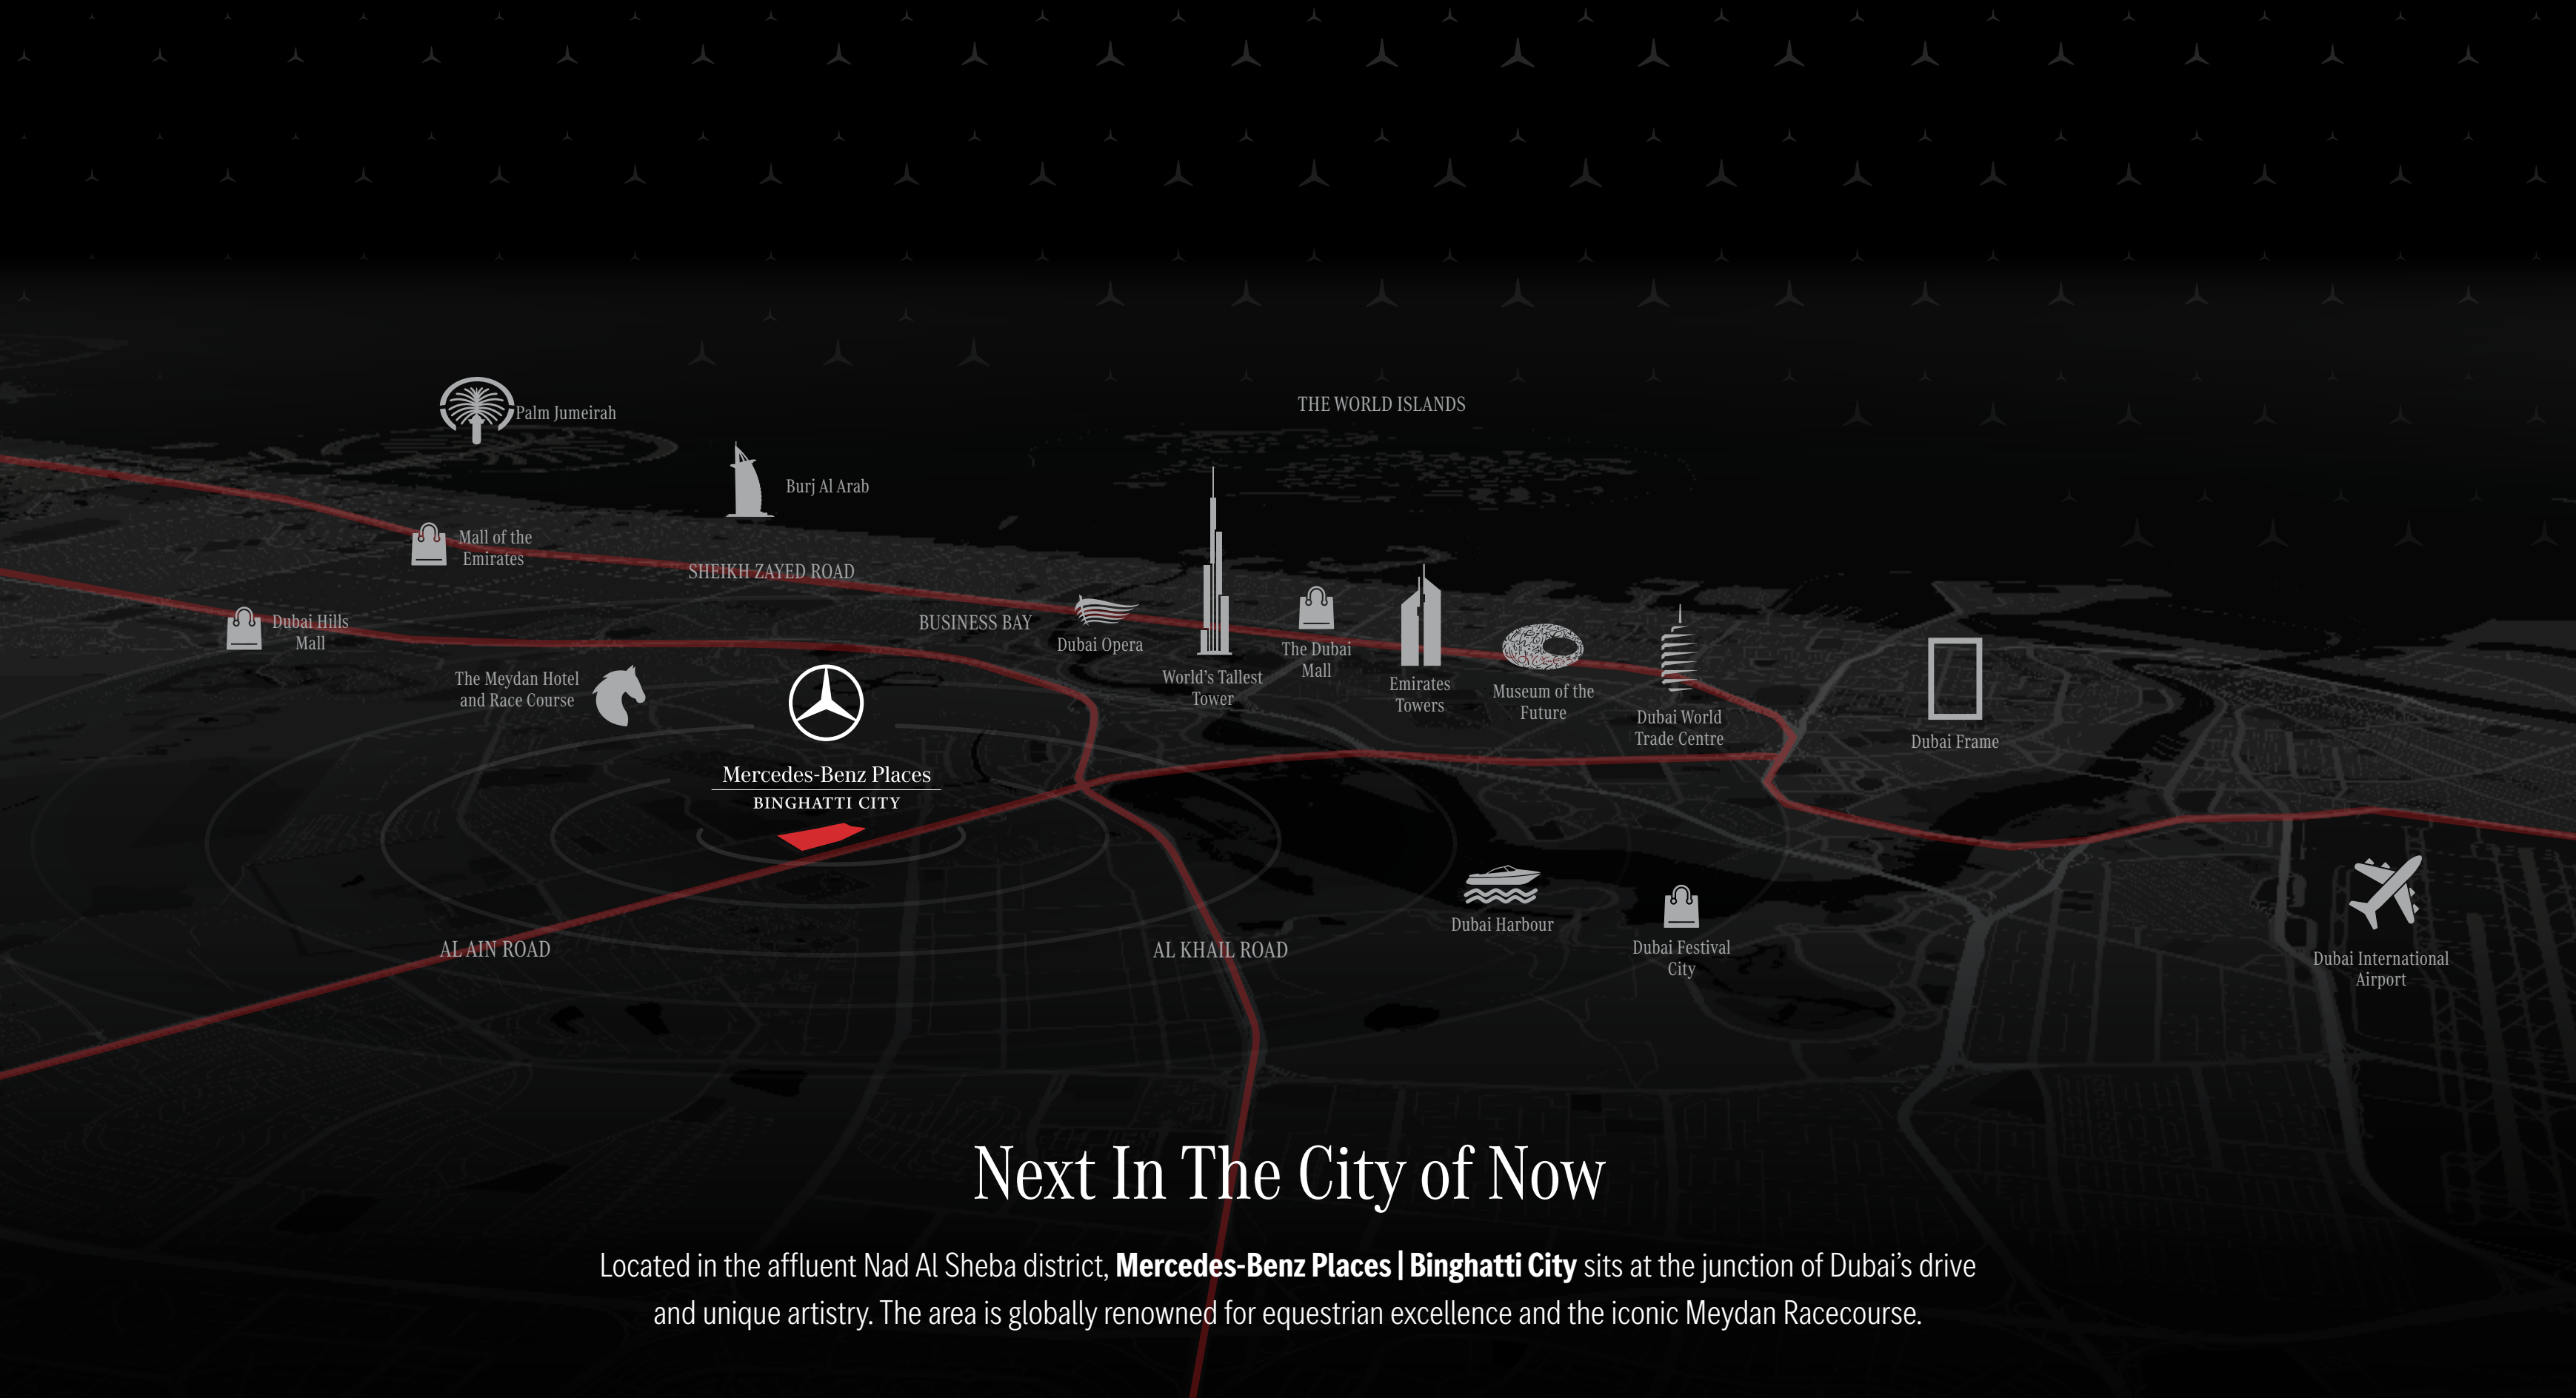 THE WORLD ISLANDS
Palm Jumeirah
Burj Al Arab
Mall of the
Emirates
SHEIKH ZAYED ROAD
Dubai Hills
Mall
BUSINESS BAY
Dubai Opera
The Dubai
Mall
World's Tallest
Tower
Emirates
Towers
Museum of the
Future
Dubai World
Trade Centre
Dubai Frame
The Meydan Hotel
and Race Course
Mercedes-Benz Places
BINGHATTI CITY
Dubai Harbour
Dubai Festival
City
Dubai International
Airport
AL AIN ROAD
AL KHAIL ROAD
Next In The City of Now
Located in the affluent Nad Al Sheba district, Mercedes-Benz Places | Binghatti City sits at the junction of Dubai’s drive
and unique artistry. The area is globally renowned for equestrian excellence and the iconic Meydan Racecourse.